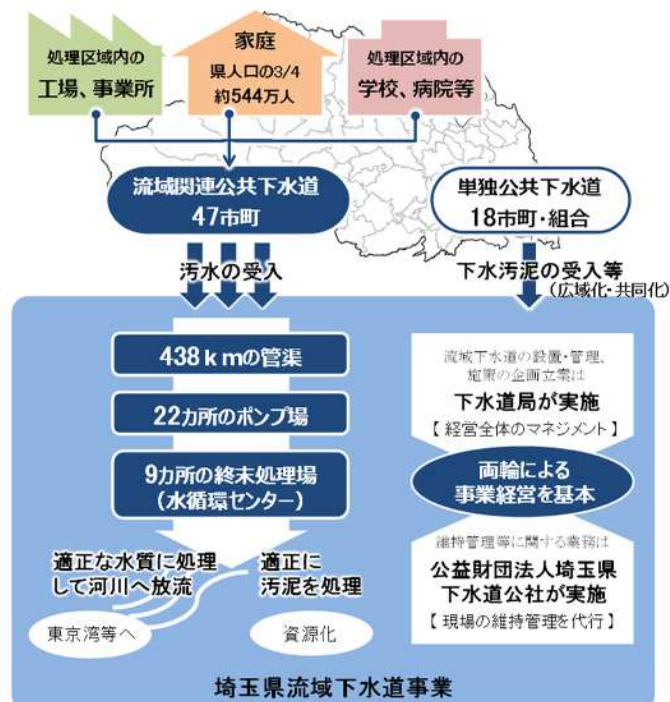 処理区域内の
工場、事業所
家庭
県人口の3/4
約544万人
処理区域内の
学校、病院等
流域関連公共下水道
47市町
単独公共下水道
18市町・組合
汚水の受入
下水汚泥の受入等
(広域化・共同化)
438kmの管渠
22カ所のポンプ場
9カ所の終末処理場
(水循環センター)
適正な水質に処理
して河川へ放流
適正に
汚泥を処理
東京湾等へ
資源化
流域下水道の設置・管理、
施策の企画立案は
下水道局が実施
【 経営全体のマネジメント】
両輪による
事業経営を基本
維持管理等に関する業務は
公益財団法人埼玉県
下水道公社が実施
【 現場の維持管理を代行】
埼玉県流域下水道事業